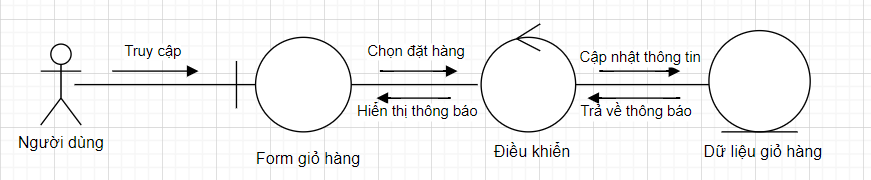 Truy cập
Chọn đặt hàng
Cập nhật thông tin
Hiển thị thông báo
Trả về thông báo
Người dùng
Form giỏ hàng
Điều khiển
Dữ liệu giỏ hàng